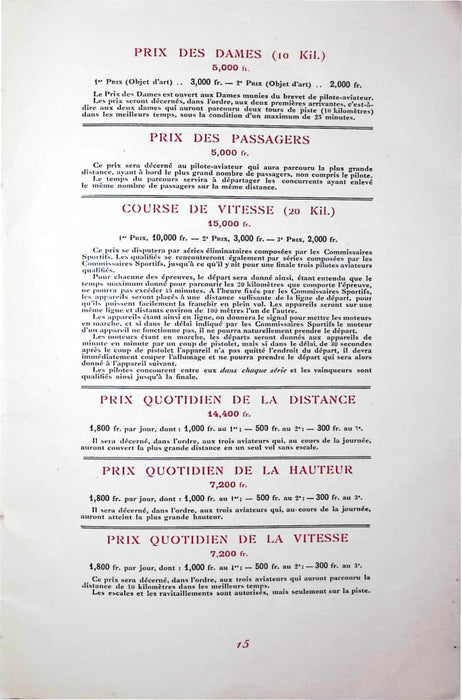 PRIX DES DAMES (10 Kil.)
5,000 fr.
1er Prix (Objet d'art) .. 3,000 fr. — 2e Prix (Objet d'art) .. 2,000 fr.
Le Prix des Dames est ouvert aux Dames munies du brevet de pilote-aviateur.
Les prix seront décernés, dans l'ordre, aux deux premières arrivantes, c'est-à-
dire aux deux dames qui auront parcouru deux tours de piste (10 kilomètres)
dans les meilleurs temps, sous la condition d'un maximum de 25 minutes.
PRIX DES PASSAGERS
5,000 fr.
Ce prix sera décerné au pilote-aviateur qui aura parcouru la plus grande
distance, ayant à bord le plus grand nombre de passagers, non compris le pilote.
Le temps du parcours servira à départager les concurrents ayant enlevé
le même nombre de passagers sur la même distance.
COURSE DE VITESSE (20 Kil.)
15,000 fr.
1er Prix, 10,000 fr. — 2e Prix, 3,000 fr. — 3e Prix, 2,000 fr.
Ce prix se disputera par séries éliminatoires composées par les Commissaires
Sportifs. Les qualifiés se rencontreront également par séries composées par les
Commissaires Sportifs, jusqu'à ce qu'il y ait pour une finale trois pilotes aviateurs
qualifiés.
Pour chacune des épreuves, le départ sera donné ainsi, étant entendu que le
temps maximum donné pour parcourir les 20 kilomètres que comporte l'épreuve,
ne pourra pas excéder 35 minutes. A l'heure fixée par les Commissaires Sportifs,
les appareils seront placés à une distance suffisante de la ligne de départ, pour
qu'ils puissent facilement la franchir en plein vol. Les appareils seront sur une
même ligne et distants environ de 100 mètres l'un de l'autre.
Les appareils étant ainsi en ligne, on donnera le signal pour mettre les moteurs
en marche, et si dans le délai indiqué par les Commissaires Sportifs le moteur
d'un appareil ne fonctionne pas, il ne pourra naturellement prendre le départ.
Les moteurs étant en marche, les départs seront donnés aux appareils de
minute en minute par un coup de pistolet, mais si dans le délai, de 30 secondes
après le coup de pistolet l'appareil n'a pas quitté l'endroit du départ, il devra
immédiatement couper l'allumage et ne pourra prendre le départ qui sera alors
donné à l'appareil suivant.
Les pilotes concourent entre eux dans chaque série et les vainqueurs sont
qualifiés ainsi jusqu'à la finale.
PRIX QUOTIDIEN DE LA DISTANCE
14,400 fr.
1,800 fr. par jour, dont : 1,000 fr. au 1er; — 500 fr. au 2e; — 300 fr. au 3e.
Il sera décerné, dans l'ordre, aux trois aviateurs qui, au cours de la journée,
auront couvert la plus grande distance en un seul vol sans escale.
PRIX QUOTIDIEN DE LA HAUTEUR
7,200 fr.
1,800 fr. par jour, dont : 1,000 fr. au 1er; — 500 fr. au 2e; — 300 fr. au 3e.
Il sera décerné, dans l'ordre, aux trois aviateurs qui, au cours de la journée,
auront atteint la plus grande hauteur.
PRIX QUOTIDIEN DE LA VITESSE
7,200 fr.
1,800 fr. par jour, dont : 1,000 fr. au 1er; — 500 fr. au 2e; — 300 fr. au 3e.
Ce prix sera décerné, dans l'ordre, aux trois aviateurs qui auront parcouru la
distance de 10 kilomètres dans les meilleurs temps.
Les escales et les ravitaillements sont autorisés, mais seulement sur la piste.
15